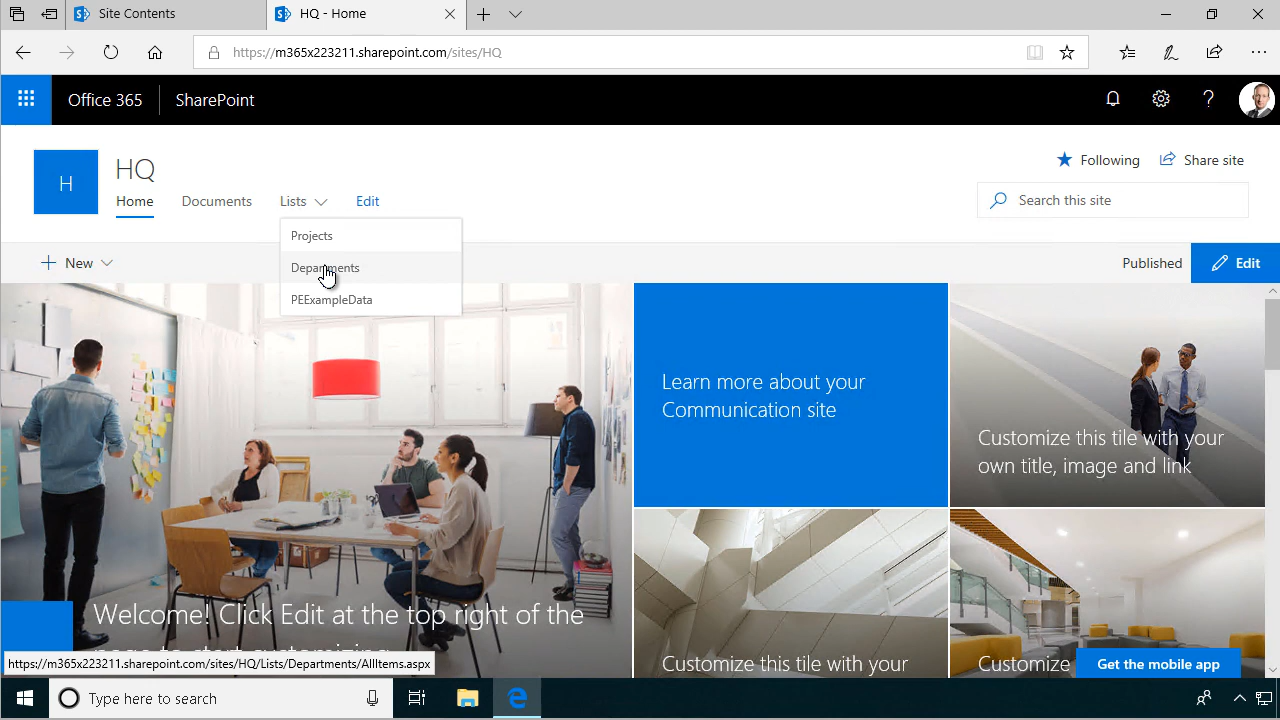 Site Contents
HQ - Home
https://m365x223211.sharepoint.com/sites/HQ
Office 365
SharePoint
HQ
H
Following
Share site
Home
Documents
Lists
Edit
Search this site
Projects
Departments
PEExampleData
New
Published
Edit
Learn more about your
Communication site
Customize this tile with your
own title, image and link
Welcome! Click Edit at the top right of the
page to start customizing
Customize this tile with your
Customize
Get the mobile app
https://m365x223211.sharepoint.com/sites/HQ/Lists/Departments/AllItems.aspx
Type here to search